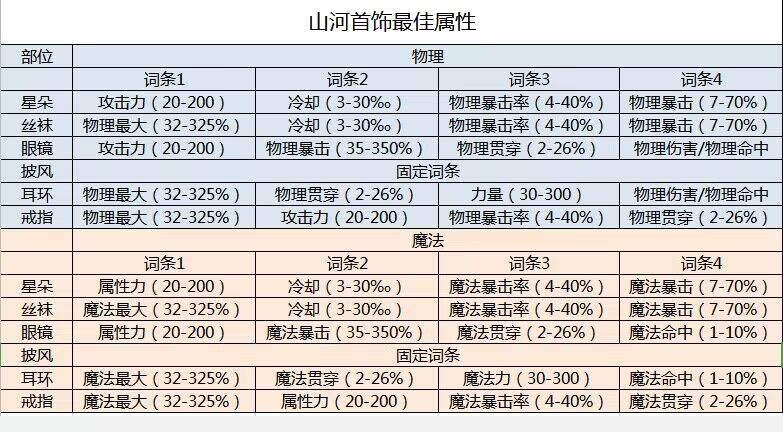 山河首饰最佳属性
部位 物理
词条1 词条2 词条3 词条4
星朵 攻击力（20-200） 冷却（3-30‰） 物理暴击率（4-40%） 物理暴击（7-70%）
丝袜 物理最大（32-325%） 冷却（3-30‰） 物理暴击率（4-40%） 物理暴击（7-70%）
眼镜 攻击力（20-200） 物理暴击（35-350%） 物理贯穿（2-26%） 物理伤害/物理命中
披风 固定词条
耳环 物理最大（32-325%） 物理贯穿（2-26%） 力量（30-300） 物理伤害/物理命中
戒指 物理最大（32-325%） 攻击力（20-200） 物理暴击率（4-40%） 物理贯穿（2-26%）
魔法
词条1 词条2 词条3 词条4
星朵 属性力（20-200） 冷却（3-30‰） 魔法暴击率（4-40%） 魔法暴击（7-70%）
丝袜 魔法最大（32-325%） 冷却（3-30‰） 魔法暴击率（4-40%） 魔法暴击（7-70%）
眼镜 属性力（20-200） 魔法暴击（35-350%） 魔法贯穿（2-26%） 魔法命中（1-10%）
披风 固定词条
耳环 魔法最大（32-325%） 魔法贯穿（2-26%） 魔法力（30-300） 魔法命中（1-10%）
戒指 魔法最大（32-325%） 属性力（20-200） 魔法暴击率（4-40%） 魔法贯穿（2-26%）